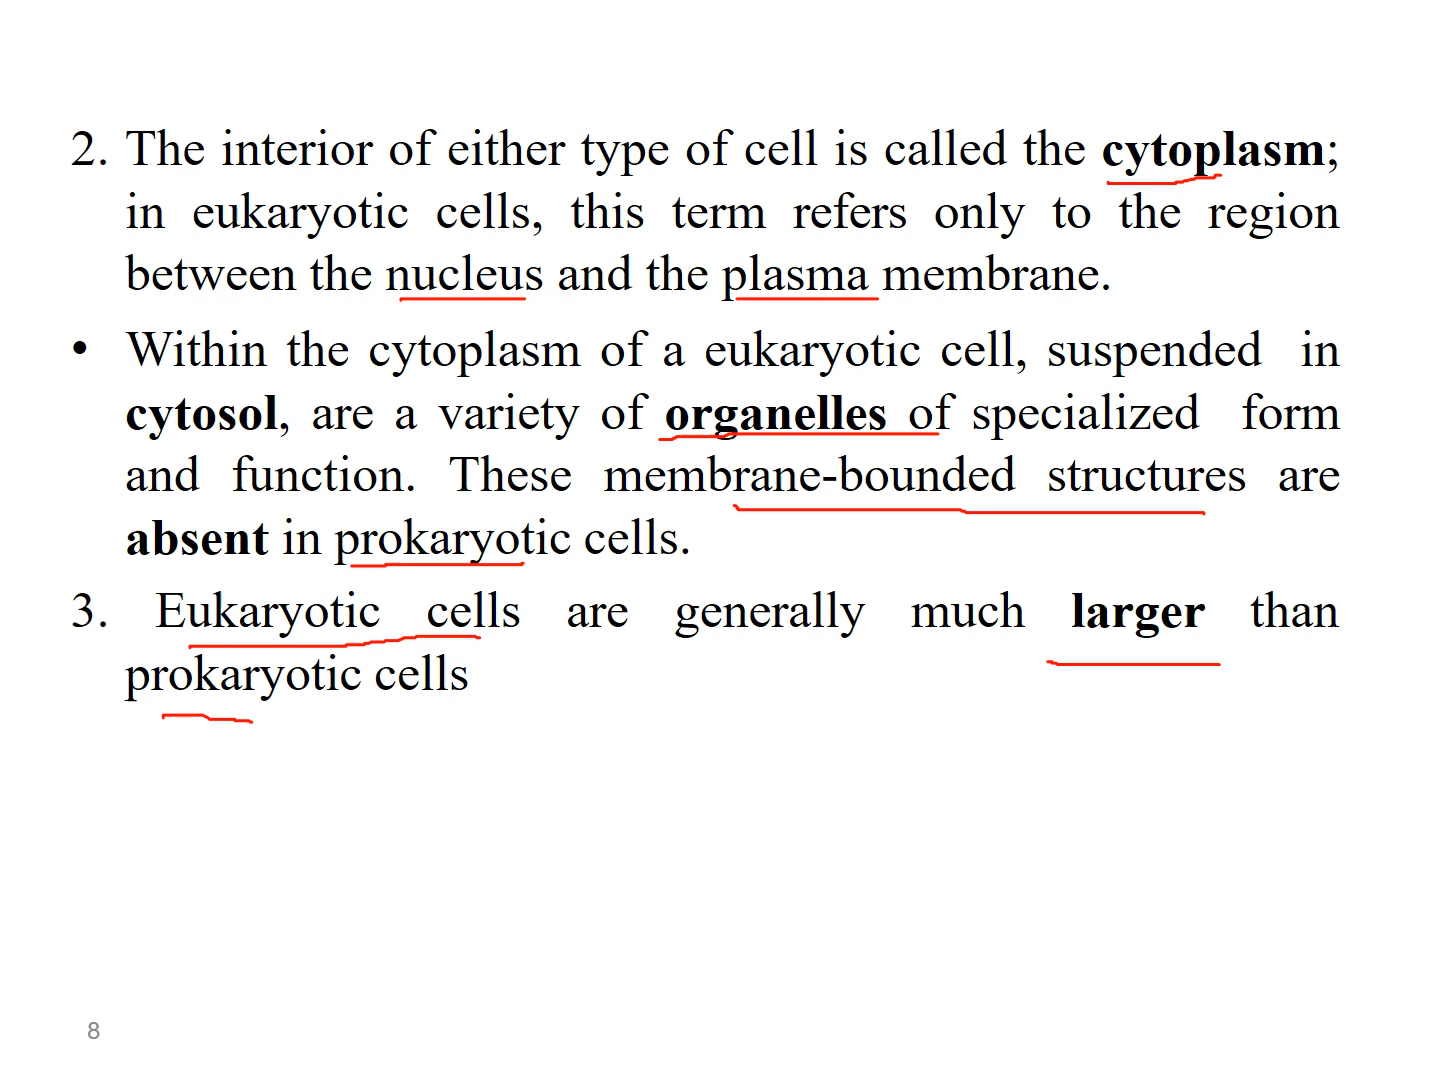 2. The interior of either type of cell is called the cytoplasm;
in eukaryotic cells, this term refers only to the region
between the nucleus and the plasma membrane.
• Within the cytoplasm of a eukaryotic cell, suspended in
cytosol, are a variety of organelles of specialized form
and function. These membrane-bounded structures are
absent in prokaryotic cells.
3. Eukaryotic cells are generally much larger than
prokaryotic cells
8